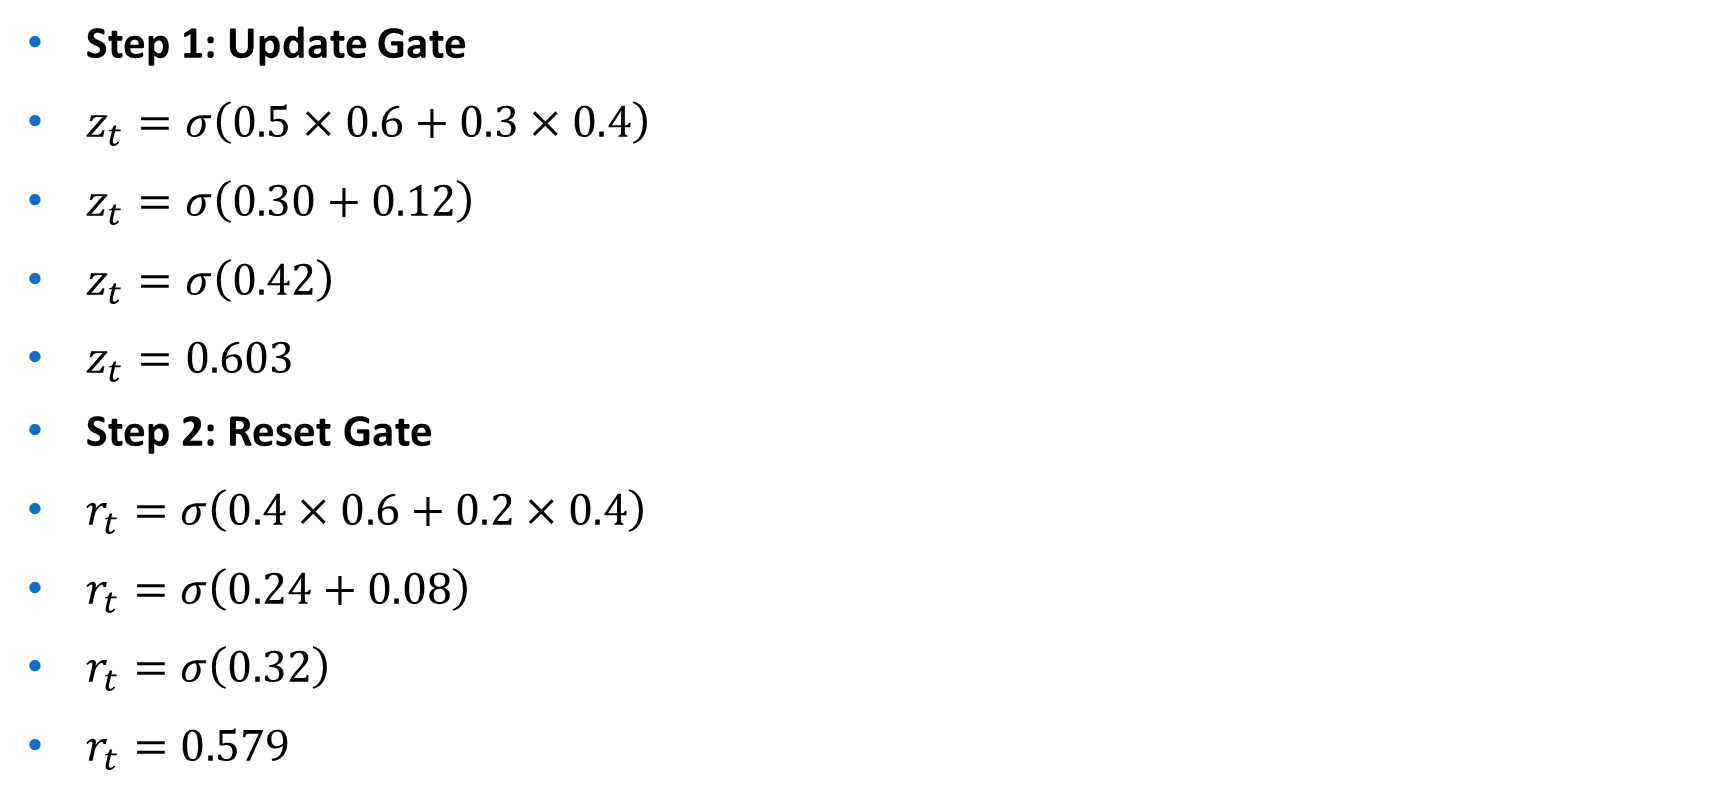 • Step 1: Update Gate
• z_t = σ(0.5 × 0.6 + 0.3 × 0.4)
• z_t = σ(0.30 + 0.12)
• z_t = σ(0.42)
• z_t = 0.603
• Step 2: Reset Gate
• r_t = σ(0.4 × 0.6 + 0.2 × 0.4)
• r_t = σ(0.24 + 0.08)
• r_t = σ(0.32)
• r_t = 0.579